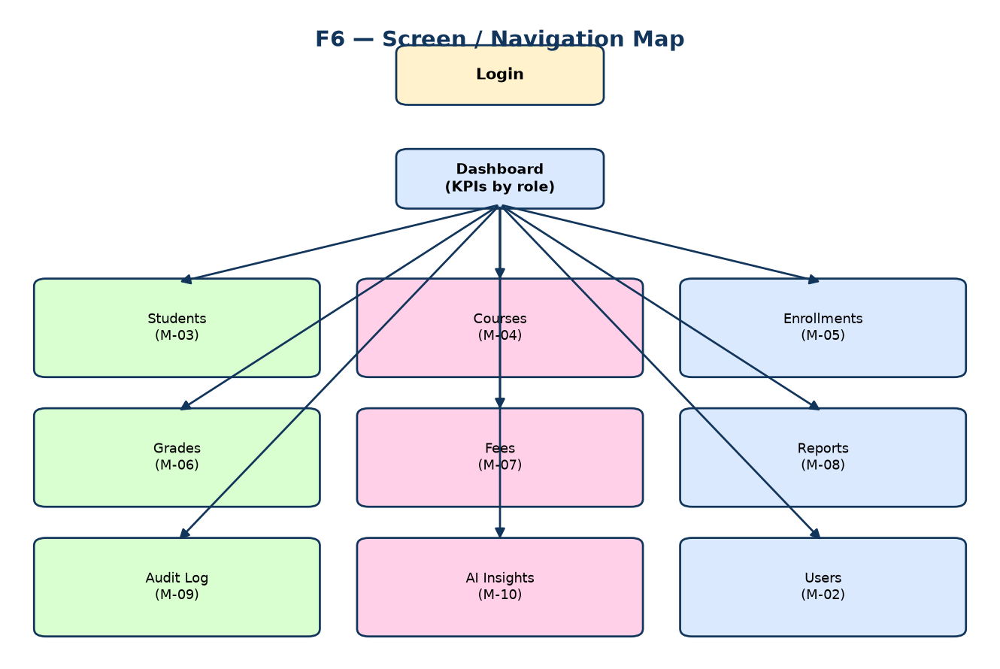 F6 — Screen / Navigation Map
Login
Dashboard
(KPIs by role)
Students
(M-03)
Courses
(M-04)
Enrollments
(M-05)
Grades
(M-06)
Fees
(M-07)
Reports
(M-08)
Audit Log
(M-09)
AI Insights
(M-10)
Users
(M-02)